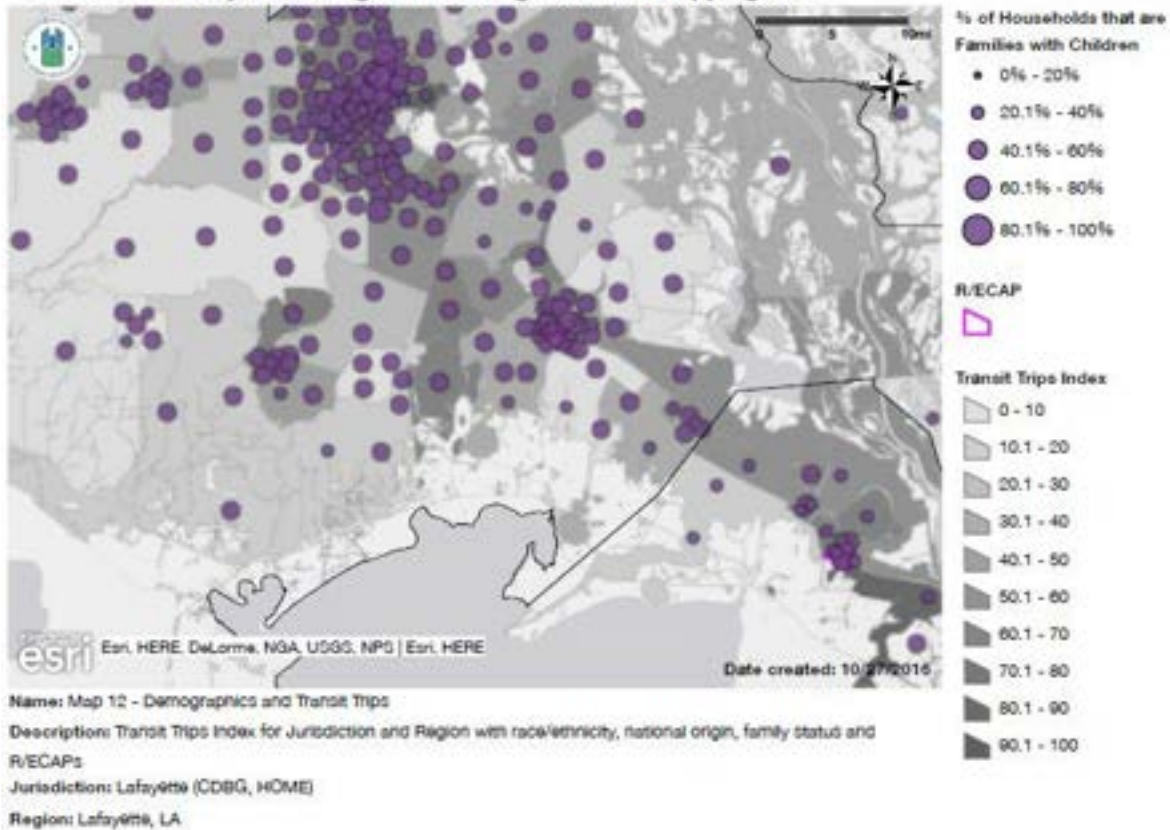 % of Households that are
Families with Children
0% - 20%
20.1% - 40%
40.1% - 60%
60.1% - 80%
80.1% - 100%
R/ECAP
Transit Trips Index
0 - 10
10.1 - 20
20.1 - 30
30.1 - 40
40.1 - 50
50.1 - 60
60.1 - 70
70.1 - 80
80.1 - 90
90.1 - 100
0 5 10mi
N
esri
Esri, HERE, DeLorme, NGA, USGS, NPS | Esri, HERE
Date created: 10/27/2016
Name: Map 12 - Demographics and Transit Trips
Description: Transit Trips Index for Jurisdiction and Region with race/ethnicity, national origin, family status and
R/ECAPs
Jurisdiction: Lafayette (CDBG, HOME)
Region: Lafayette, LA